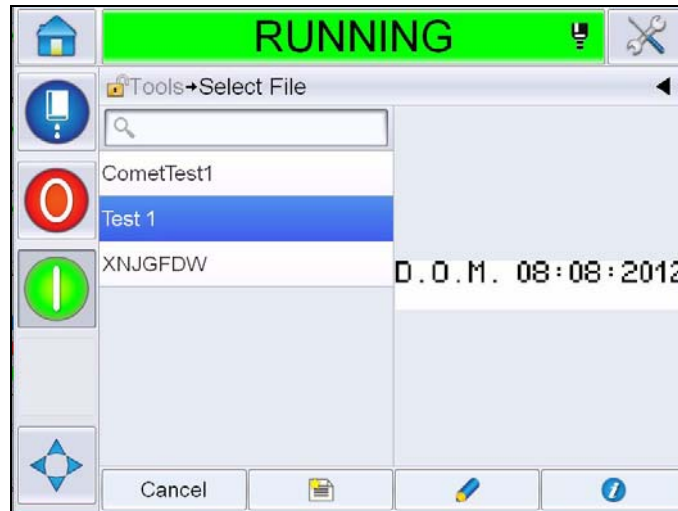 RUNNING
Tools→Select File
CometTest1
Test 1
XNJGFDW
D.O.M. 08:08:2012
Cancel